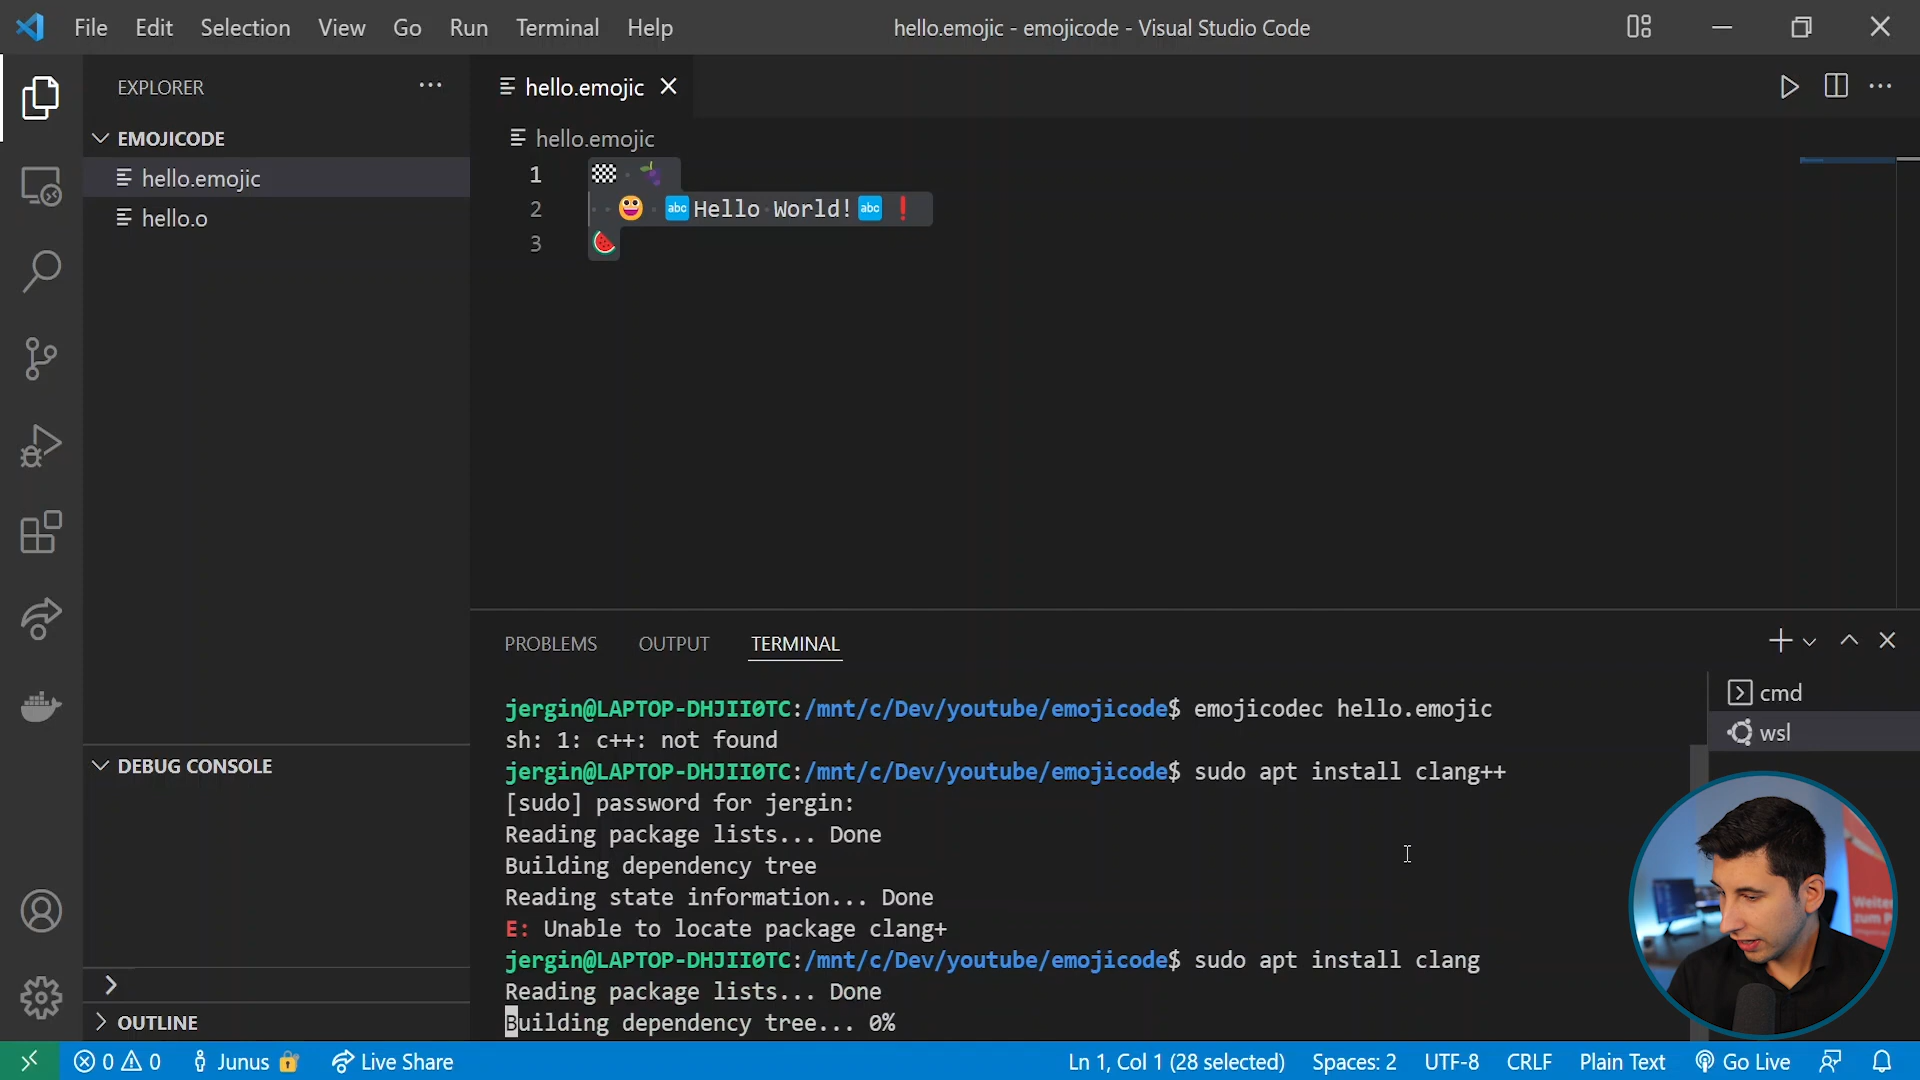 File Edit Selection View Go Run Terminal Help
hello.emojic - emojicode - Visual Studio Code
EXPLORER
EMOJICODE
hello.emojic
hello.o
DEBUG CONSOLE
OUTLINE
hello.emojic
hello.emojic
1 🏁 🍇
2 😀 🔤Hello World!🔤❗
3 🍉
PROBLEMS OUTPUT TERMINAL
jergin@LAPTOP-DHJII0TC:/mnt/c/Dev/youtube/emojicode$ emojicodec hello.emojic
sh: 1: c++: not found
jergin@LAPTOP-DHJII0TC:/mnt/c/Dev/youtube/emojicode$ sudo apt install clang++
[sudo] password for jergin:
Reading package lists... Done
Building dependency tree
Reading state information... Done
E: Unable to locate package clang+
jergin@LAPTOP-DHJII0TC:/mnt/c/Dev/youtube/emojicode$ sudo apt install clang
Reading package lists... Done
Building dependency tree... 0%
cmd
wsl
Weiter
zum P
0 0 Junus Live Share
Ln 1, Col 1 (28 selected) Spaces: 2 UTF-8 CRLF Plain Text Go Live